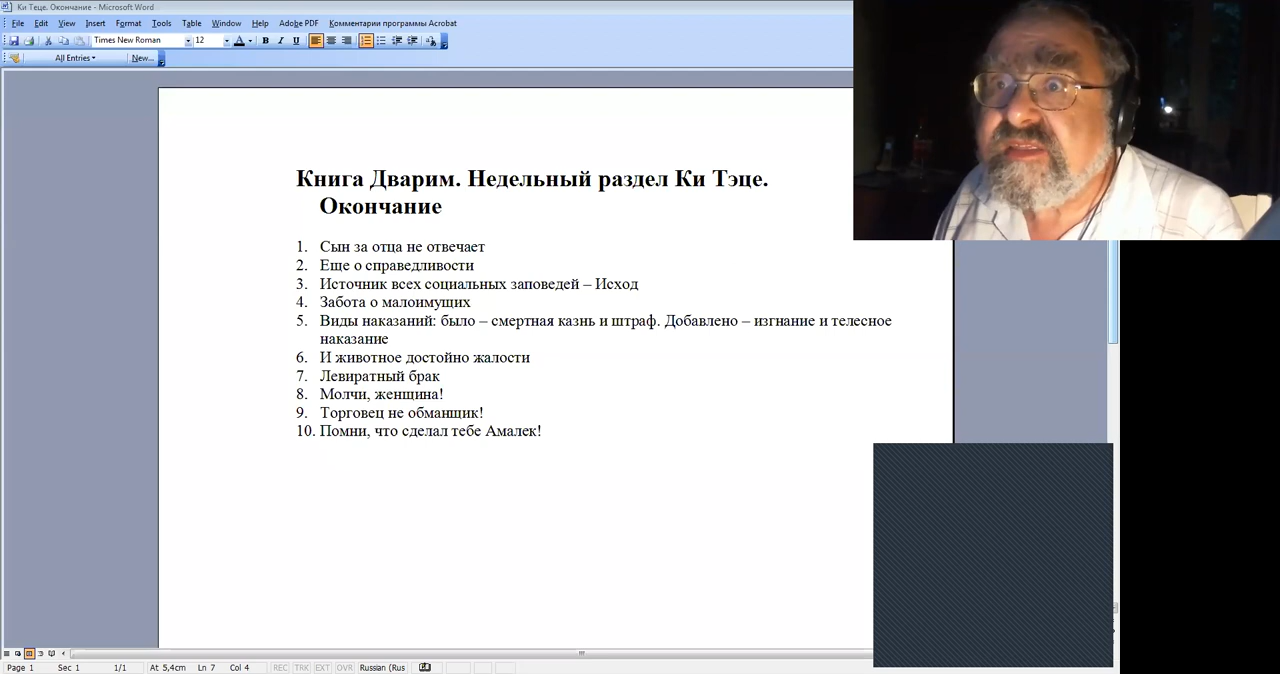 Ки Теце. Окончание - Microsoft Word
File Edit View Insert Format Tools Table Window Help Adobe PDF Комментарии программы Acrobat
Times New Roman 12 A B I U
All Entries New...
Книга Дварим. Недельный раздел Ки Тэце.
Окончание
1. Сын за отца не отвечает
2. Еще о справедливости
3. Источник всех социальных заповедей – Исход
4. Забота о малоимущих
5. Виды наказаний: было – смертная казнь и штраф. Добавлено – изгнание и телесное
наказание
6. И животное достойно жалости
7. Левиратный брак
8. Молчи, женщина!
9. Торговец не обманщик!
10. Помни, что сделал тебе Амалек!
Page 1 Sec 1 1/1 At 5,4cm Ln 7 Col 4 REC TRK EXT OVR Russian (Rus